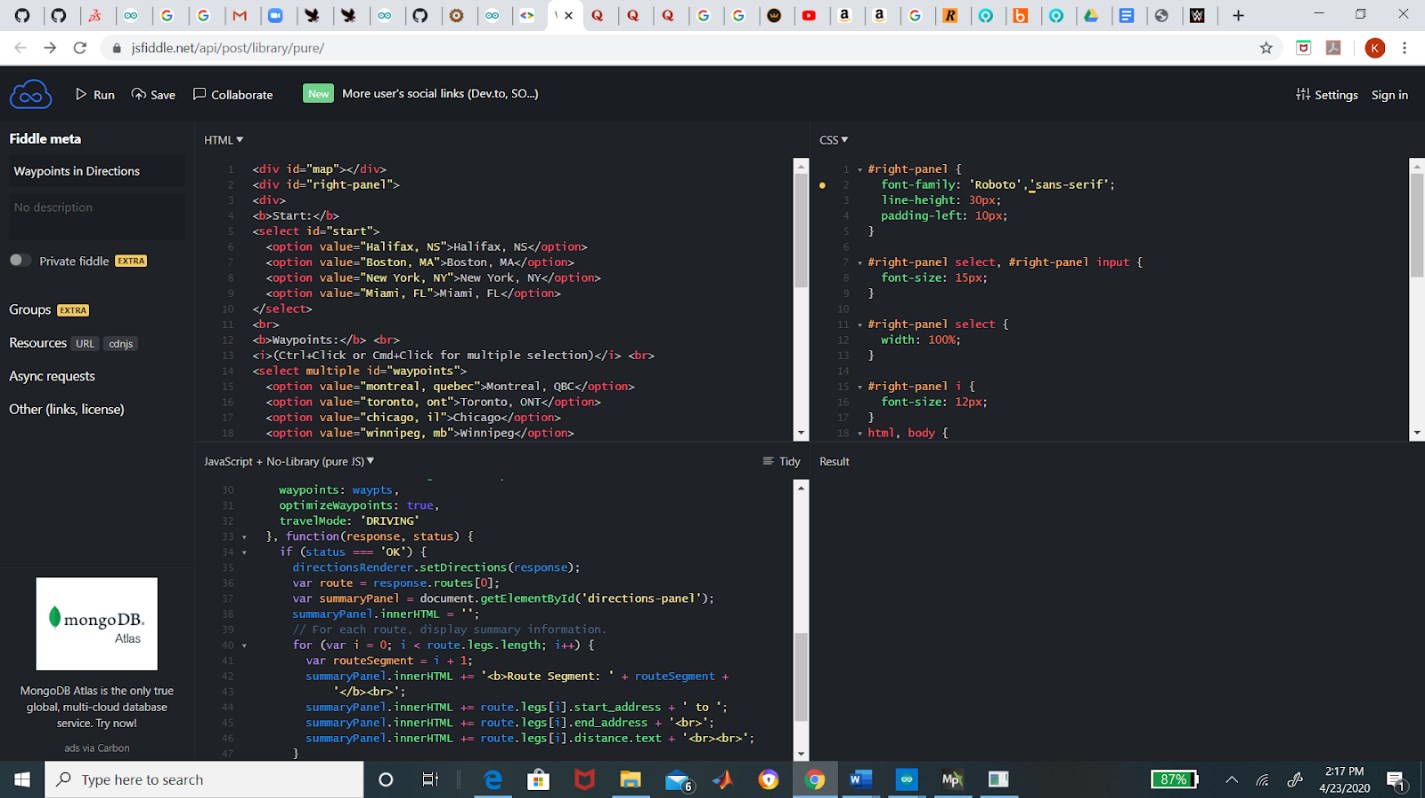 jsfiddle.net/api/post/library/pure/
K
Run
Save
Collaborate
New
More user's social links (Dev.to, SO...)
Settings
Sign in
Fiddle meta
Waypoints in Directions
No description
Private fiddle EXTRA
Groups EXTRA
Resources URL cdnjs
Async requests
Other (links, license)
mongoDB.
Atlas
MongoDB Atlas is the only true
global, multi-cloud database
service. Try now!
ads via Carbon
HTML
1 <div id="map"></div>
2 <div id="right-panel">
3 <div>
4 <b>Start:</b>
5 <select id="start">
6 <option value="Halifax, NS">Halifax, NS</option>
7 <option value="Boston, MA">Boston, MA</option>
8 <option value="New York, NY">New York, NY</option>
9 <option value="Miami, FL">Miami, FL</option>
10 </select>
11 <br>
12 <b>Waypoints:</b> <br>
13 <i>(Ctrl+Click or Cmd+Click for multiple selection)</i> <br>
14 <select multiple id="waypoints">
15 <option value="montreal, quebec">Montreal, QBC</option>
16 <option value="toronto, ont">Toronto, ONT</option>
17 <option value="chicago, il">Chicago</option>
18 <option value="winnipeg, mb">Winnipeg</option>
CSS
1 #right-panel {
2 font-family: 'Roboto','sans-serif';
3 line-height: 30px;
4 padding-left: 10px;
5 }
6
7 #right-panel select, #right-panel input {
8 font-size: 15px;
9 }
10
11 #right-panel select {
12 width: 100%;
13 }
14
15 #right-panel i {
16 font-size: 12px;
17 }
18 html, body {
JavaScript + No-Library (pure JS)
Tidy
30 waypoints: waypts,
31 optimizeWaypoints: true,
32 travelMode: 'DRIVING'
33 }, function(response, status) {
34 if (status === 'OK') {
35 directionsRenderer.setDirections(response);
36 var route = response.routes[0];
37 var summaryPanel = document.getElementById('directions-panel');
38 summaryPanel.innerHTML = '';
39 // For each route, display summary information.
40 for (var i = 0; i < route.legs.length; i++) {
41 var routeSegment = i + 1;
42 summaryPanel.innerHTML += '<b>Route Segment: ' + routeSegment +
43 '</b><br>';
44 summaryPanel.innerHTML += route.legs[i].start_address + ' to ';
45 summaryPanel.innerHTML += route.legs[i].end_address + '<br>';
46 summaryPanel.innerHTML += route.legs[i].distance.text + '<br><br>';
47 }
Result
Type here to search
6
87%
2:17 PM
4/23/2020
1